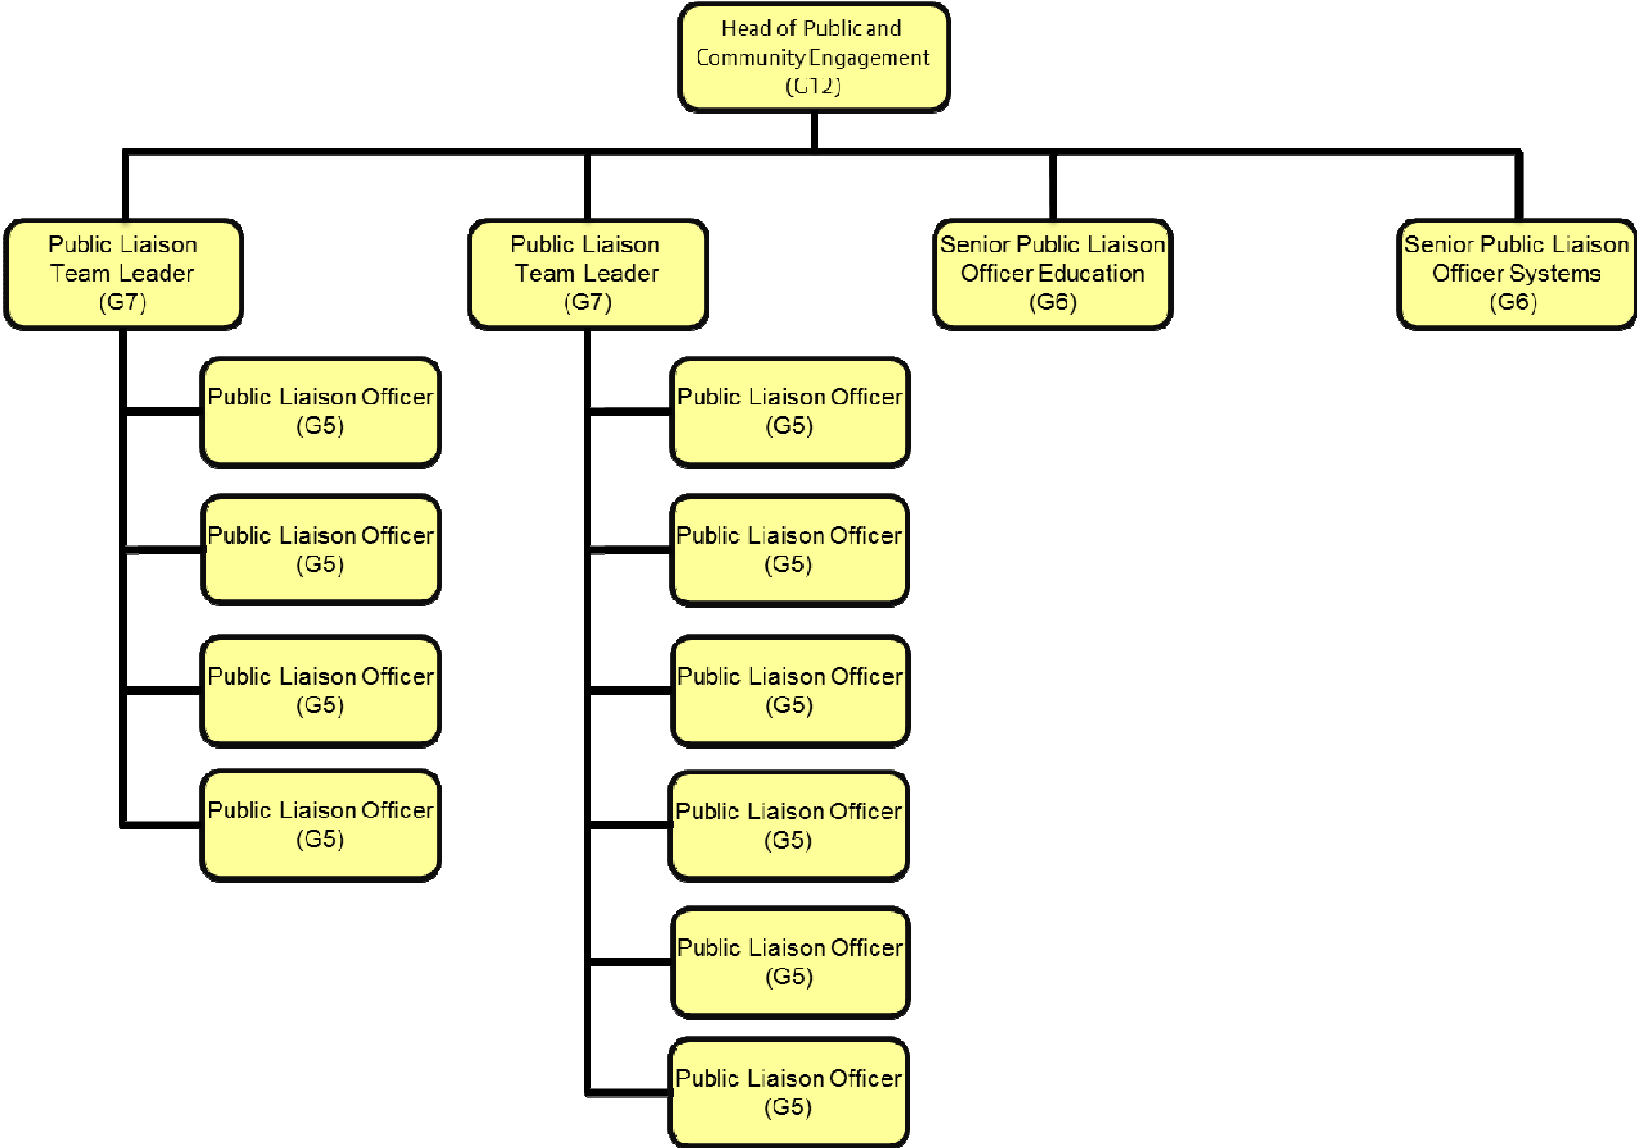 Head of Public and
Community Engagement
(G12)
Public Liaison
Team Leader
(G7)
Public Liaison
Team Leader
(G7)
Senior Public Liaison
Officer Education
(G6)
Senior Public Liaison
Officer Systems
(G6)
Public Liaison Officer
(G5)
Public Liaison Officer
(G5)
Public Liaison Officer
(G5)
Public Liaison Officer
(G5)
Public Liaison Officer
(G5)
Public Liaison Officer
(G5)
Public Liaison Officer
(G5)
Public Liaison Officer
(G5)
Public Liaison Officer
(G5)
Public Liaison Officer
(G5)